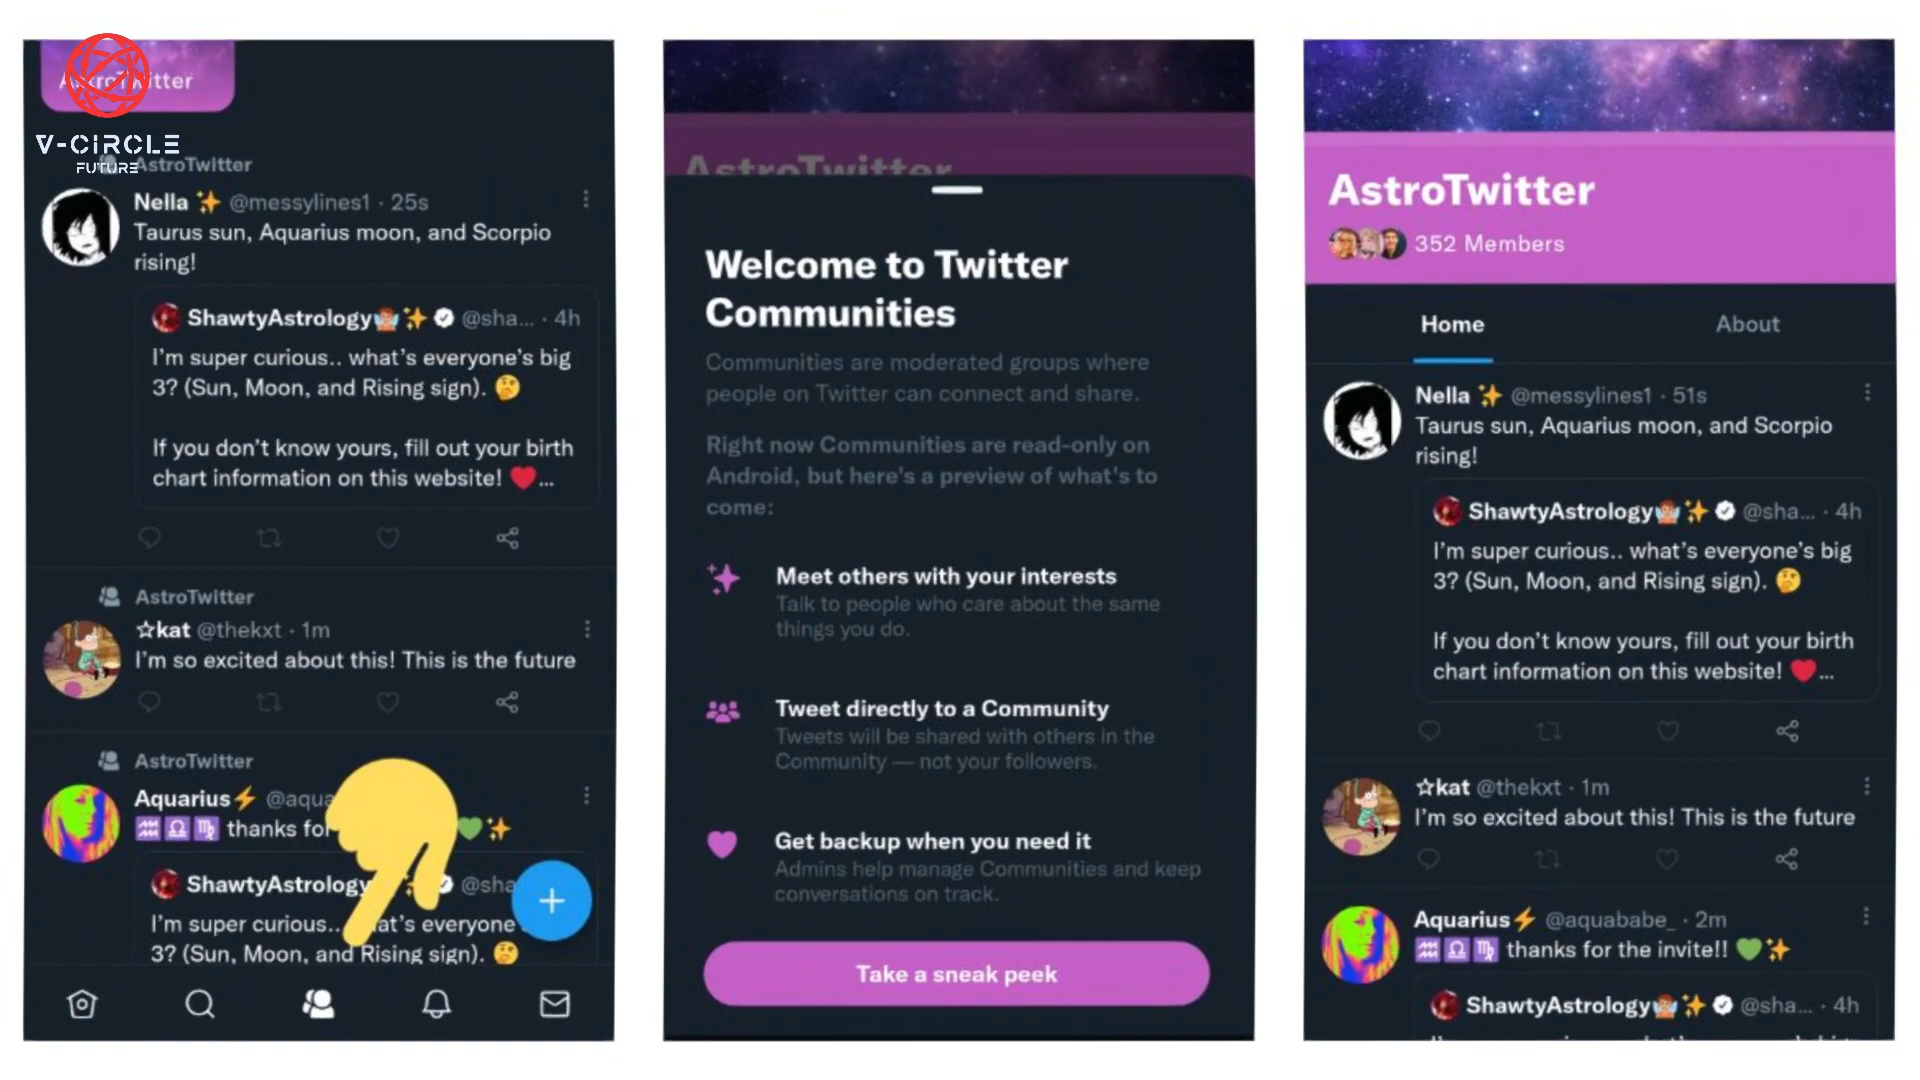 AstroTwitter
V-CIRCLE
FUTURE
AstroTwitter
Nella ✨ @messylines1 · 25s
Taurus sun, Aquarius moon, and Scorpio
rising!
ShawtyAstrology ✨ @sha... · 4h
I'm super curious.. what's everyone's big
3? (Sun, Moon, and Rising sign). 🤔
If you don't know yours, fill out your birth
chart information on this website! ❤️...
AstroTwitter
☆kat @thekxt · 1m
I'm so excited about this! This is the future
AstroTwitter
Aquarius⚡ @aqua
♒♎♍ thanks for 💚✨
ShawtyAstrology @sha
I'm super curious.. at's everyone
3? (Sun, Moon, and Rising sign). 🤔
AstroTwitter
Welcome to Twitter
Communities
Communities are moderated groups where
people on Twitter can connect and share.
Right now Communities are read-only on
Android, but here's a preview of what's to
come:
Meet others with your interests
Talk to people who care about the same
things you do.
Tweet directly to a Community
Tweets will be shared with others in the
Community — not your followers.
Get backup when you need it
Admins help manage Communities and keep
conversations on track.
Take a sneak peek
AstroTwitter
352 Members
Home About
Nella ✨ @messylines1 · 51s
Taurus sun, Aquarius moon, and Scorpio
rising!
ShawtyAstrology ✨ @sha... · 4h
I'm super curious.. what's everyone's big
3? (Sun, Moon, and Rising sign). 🤔
If you don't know yours, fill out your birth
chart information on this website! ❤️...
☆kat @thekxt · 1m
I'm so excited about this! This is the future
Aquarius⚡ @aquababe_ · 2m
♒♎♍ thanks for the invite!! 💚✨
ShawtyAstrology ✨ @sha... · 4h